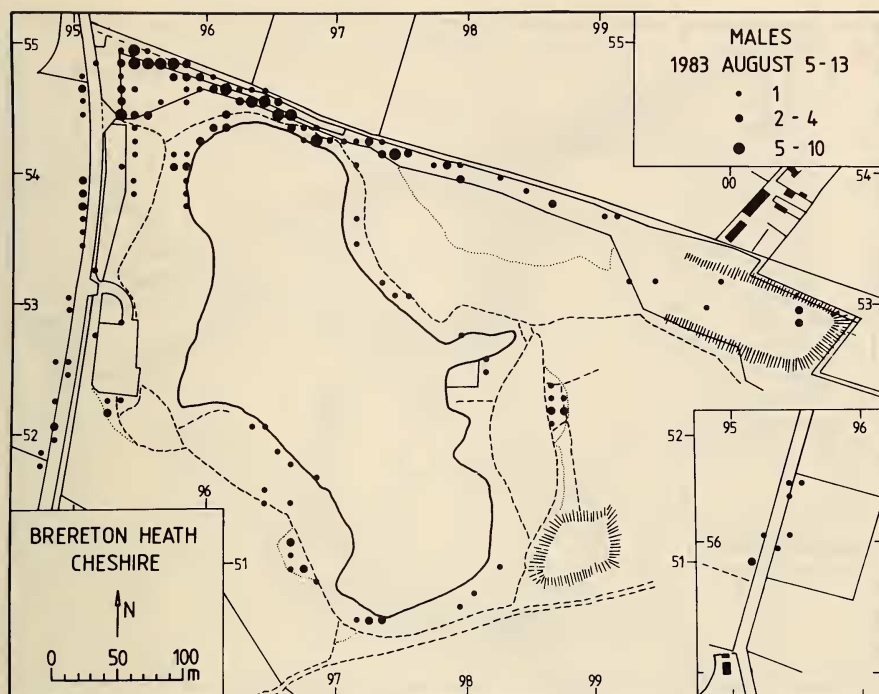 95 96 97 98 99
55 55
MALES
1983 AUGUST 5-13
1
2 - 4
5 - 10
54 00 54
53 53
52 52 95 96
96
BRERETON HEATH
CHESHIRE
51
56
51
N
0 50 100
m
97 98 99